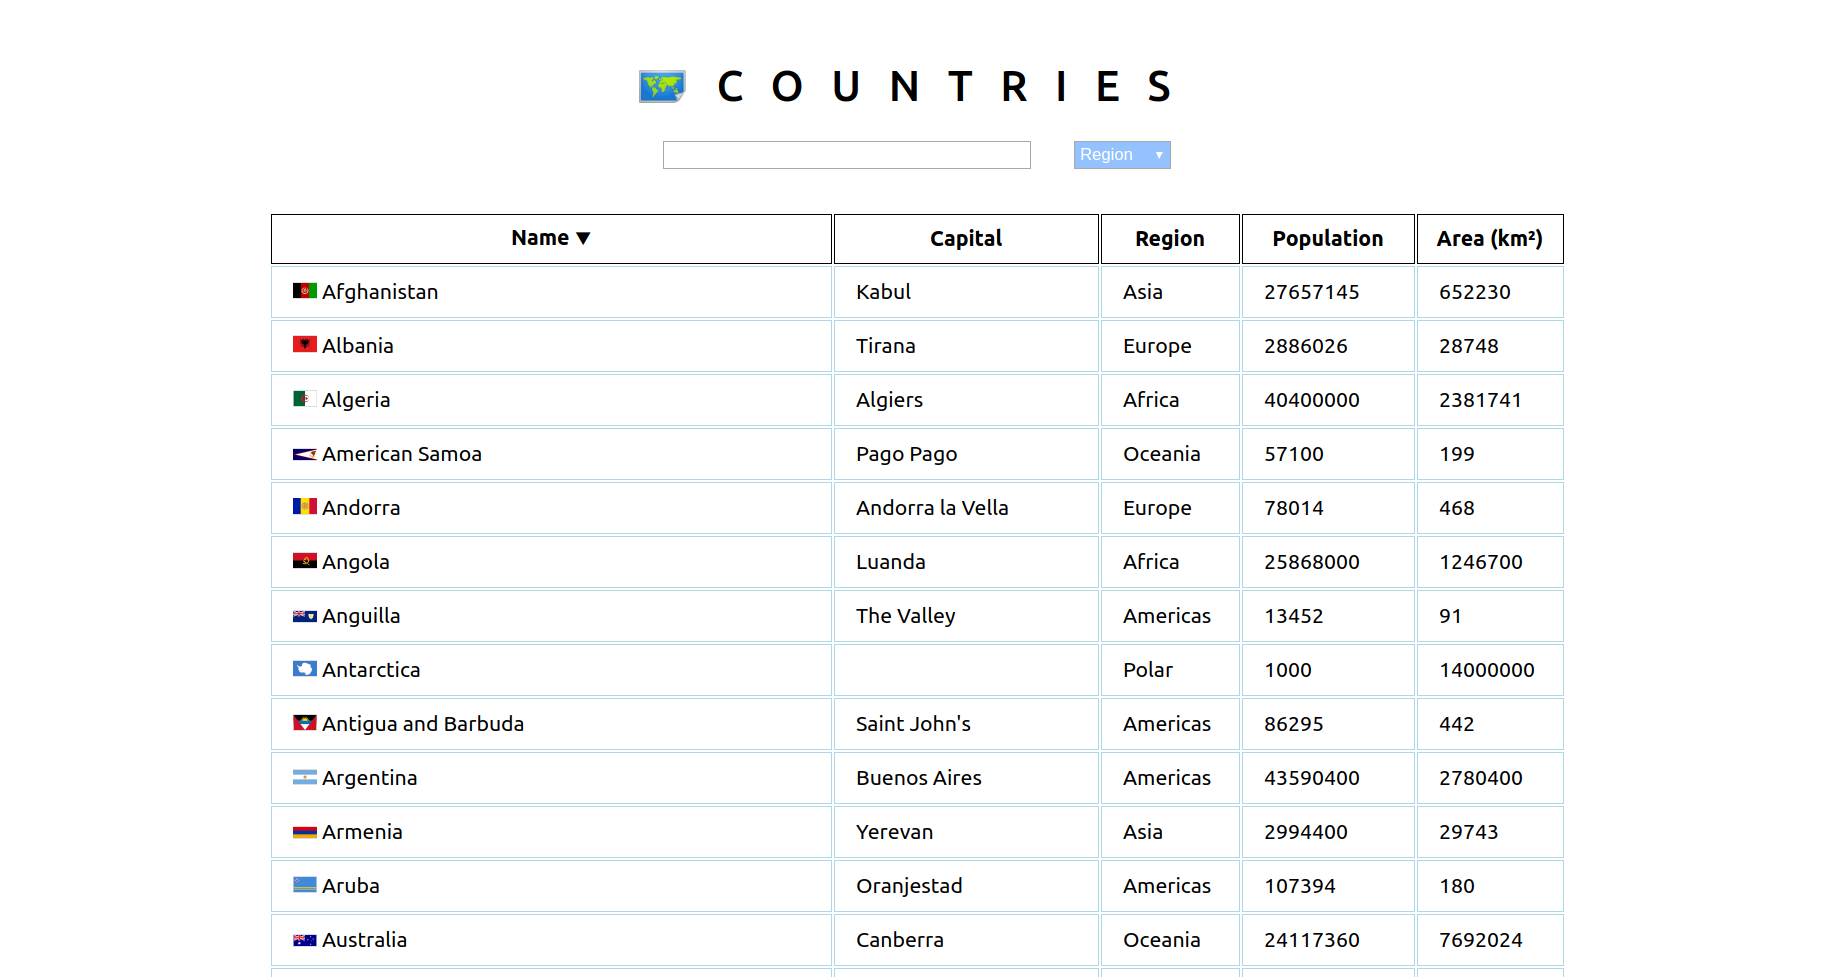 COUNTRIES
Region ▼
Name ▼ Capital Region Population Area (km²)
Afghanistan Kabul Asia 27657145 652230
Albania Tirana Europe 2886026 28748
Algeria Algiers Africa 40400000 2381741
American Samoa Pago Pago Oceania 57100 199
Andorra Andorra la Vella Europe 78014 468
Angola Luanda Africa 25868000 1246700
Anguilla The Valley Americas 13452 91
Antarctica Polar 1000 14000000
Antigua and Barbuda Saint John's Americas 86295 442
Argentina Buenos Aires Americas 43590400 2780400
Armenia Yerevan Asia 2994400 29743
Aruba Oranjestad Americas 107394 180
Australia Canberra Oceania 24117360 7692024